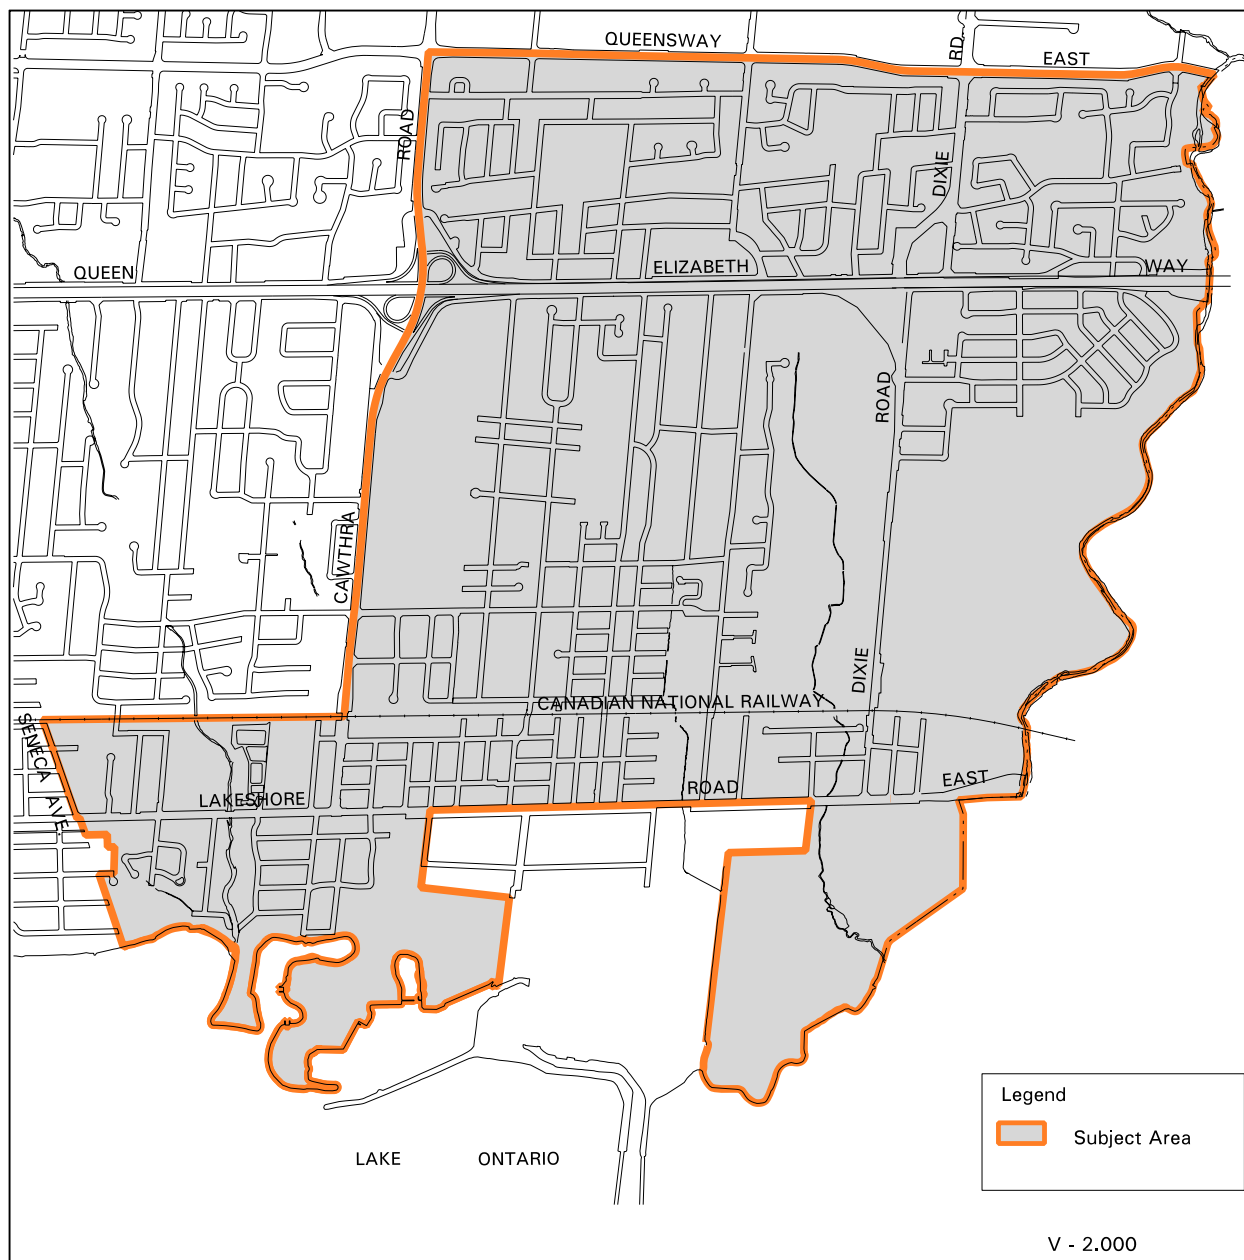 QUEENSWAY
RD.
EAST
ROAD
DIXIE
QUEEN
ELIZABETH
WAY
ROAD
CAWTHRA
DIXIE
CANADIAN NATIONAL RAILWAY
SENECA AVE.
LAKESHORE
ROAD
EAST
LAKE
ONTARIO
Legend
Subject Area
V - 2.000